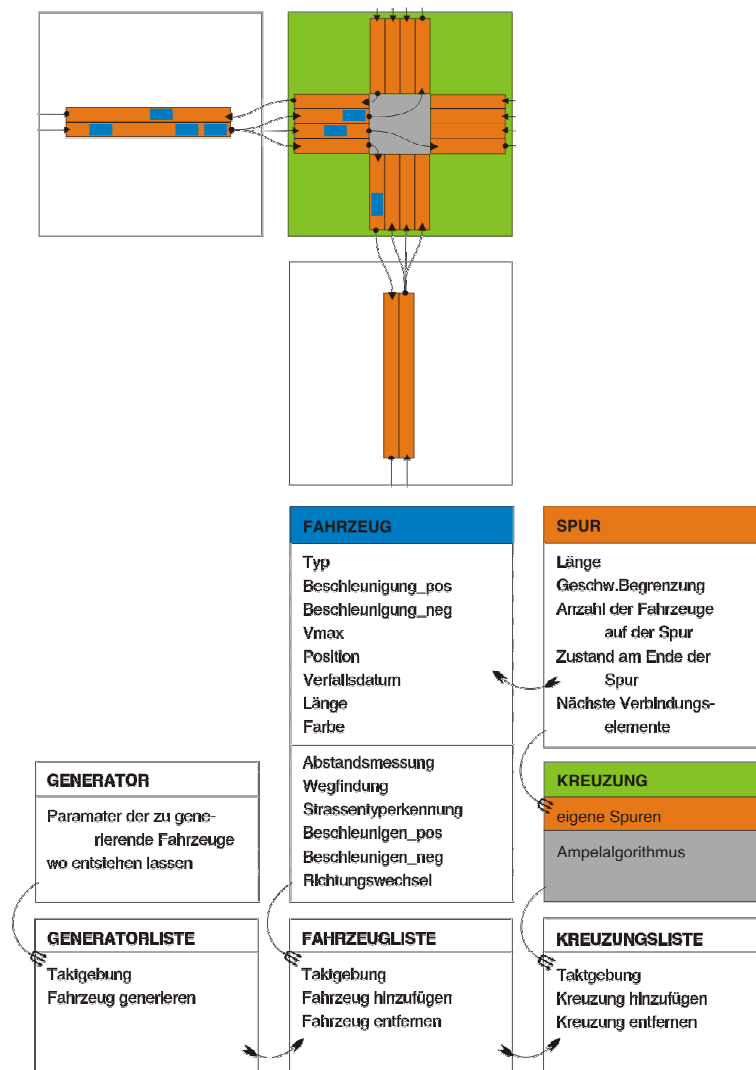 FAHRZEUG
Typ
Beschleunigung_pos
Beschleunigung_neg
Vmax
Position
Verfallsdatum
Länge
Farbe
Abstandsmessung
Wegfindung
Strassentyperkennung
Beschleunigen_pos
Beschleunigen_neg
Richtungswechsel
SPUR
Länge
Geschw.Begrenzung
Anzahl der Fahrzeuge
auf der Spur
Zustand am Ende der
Spur
Nächste Verbindungs-
elemente
GENERATOR
Paramater der zu gene-
rierende Fahrzeuge
wo entstehen lassen
KREUZUNG
eigene Spuren
Ampelalgorithmus
GENERATORLISTE
Taktgebung
Fahrzeug generieren
FAHRZEUGLISTE
Taktgebung
Fahrzeug hinzufügen
Fahrzeug entfernen
KREUZUNGSLISTE
Taktgebung
Kreuzung hinzufügen
Kreuzung entfernen